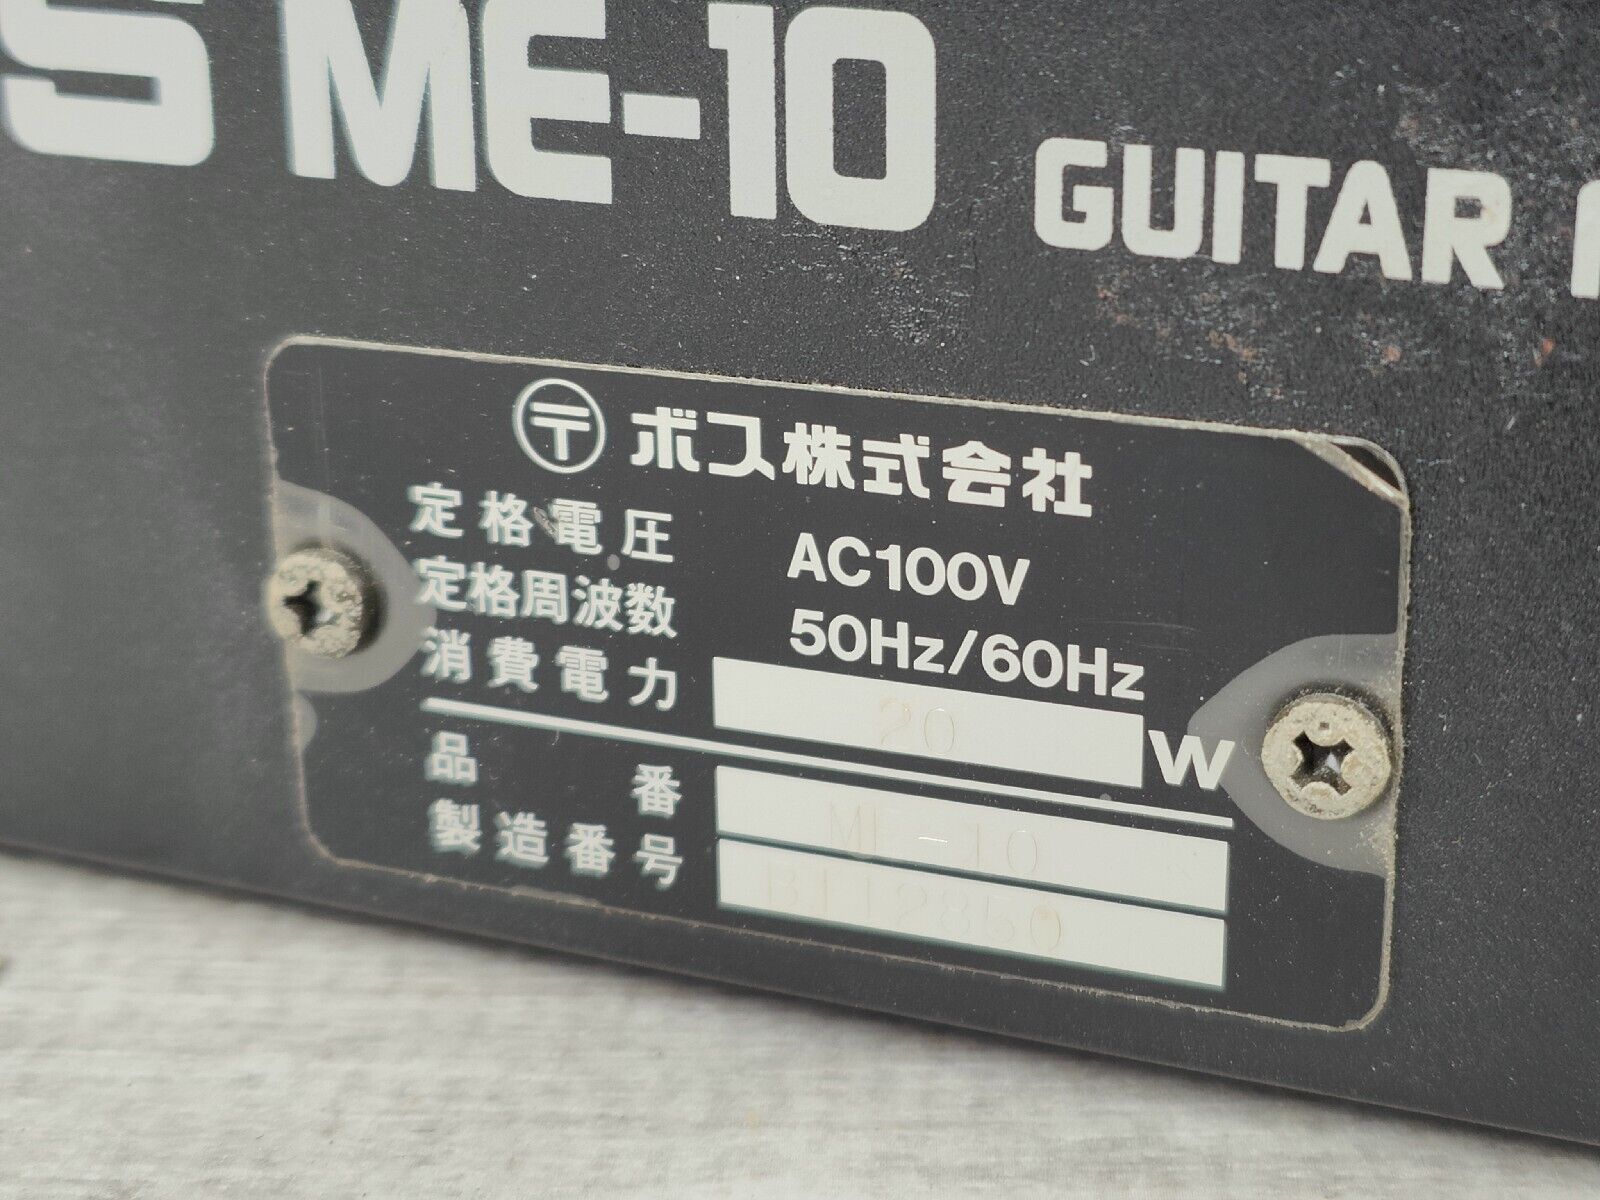 S ME-10 GUITAR
〒 ボス株式会社
定格電圧 AC100V
定格周波数 50Hz/60Hz
消費電力 20 W
品番 ME-10
製造番号